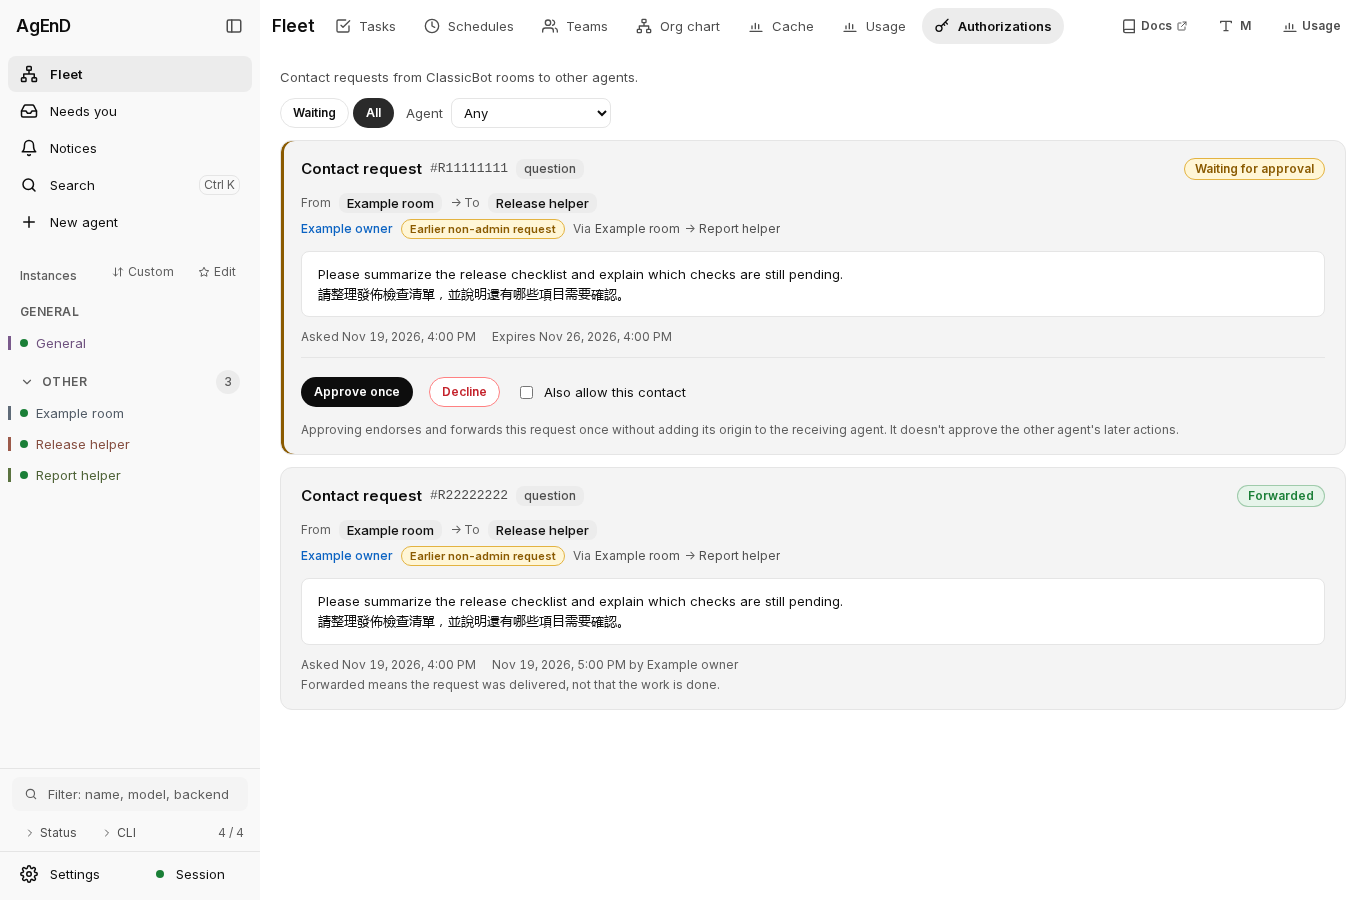 AgEnD
Fleet
Needs you
Notices
Search Ctrl K
New agent
Instances Custom Edit
GENERAL
General
OTHER 3
Example room
Release helper
Report helper
Filter: name, model, backend
Status CLI 4 / 4
Settings Session
Fleet Tasks Schedules Teams Org chart Cache Usage Authorizations Docs M Usage
Contact requests from ClassicBot rooms to other agents.
Waiting All Agent Any
Contact request #R11111111 question Waiting for approval
From Example room → To Release helper
Example owner Earlier non-admin request Via Example room → Report helper
Please summarize the release checklist and explain which checks are still pending.
請整理發佈檢查清單，並說明還有哪些項目需要確認。
Asked Nov 19, 2026, 4:00 PM Expires Nov 26, 2026, 4:00 PM
Approve once Decline Also allow this contact
Approving endorses and forwards this request once without adding its origin to the receiving agent. It doesn't approve the other agent's later actions.
Contact request #R22222222 question Forwarded
From Example room → To Release helper
Example owner Earlier non-admin request Via Example room → Report helper
Please summarize the release checklist and explain which checks are still pending.
請整理發佈檢查清單，並說明還有哪些項目需要確認。
Asked Nov 19, 2026, 4:00 PM Nov 19, 2026, 5:00 PM by Example owner
Forwarded means the request was delivered, not that the work is done.